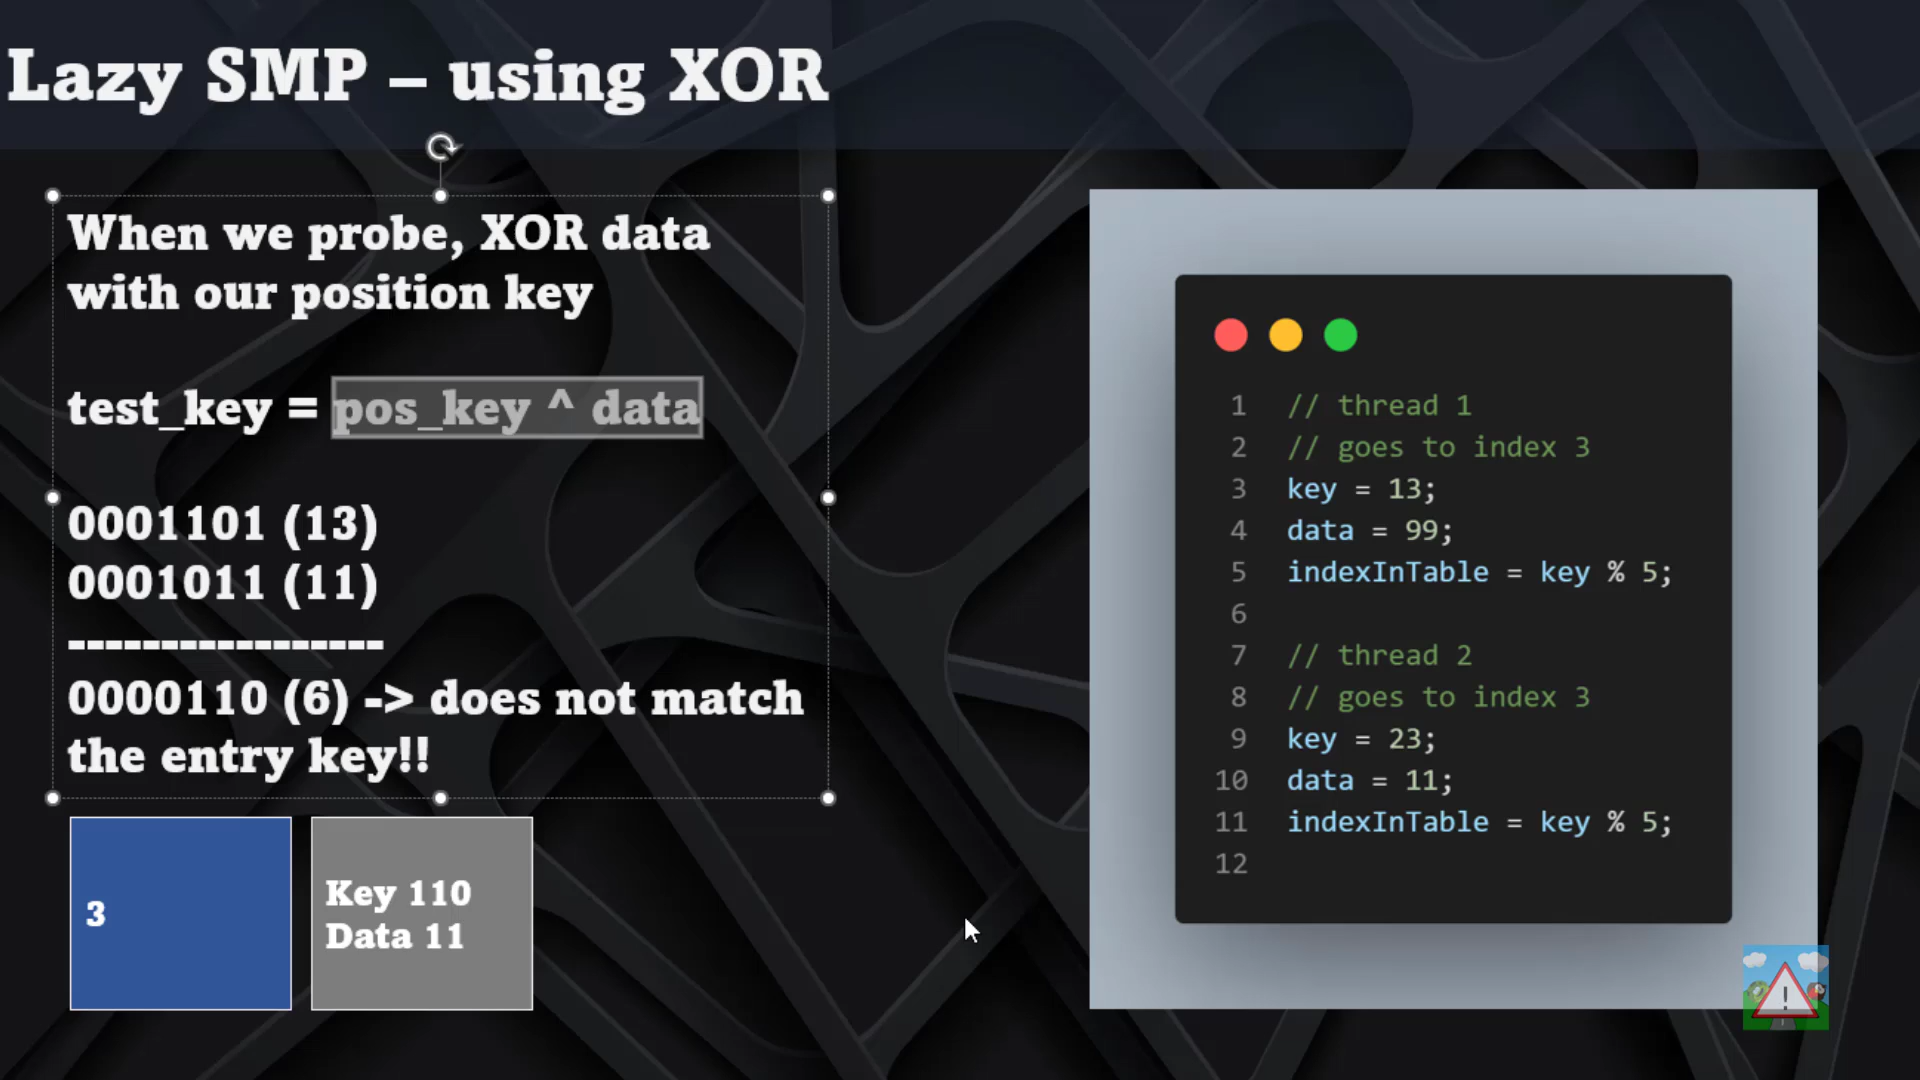 Lazy SMP – using XOR
When we probe, XOR data
with our position key
test_key = pos_key ^ data
0001101 (13)
0001011 (11)
-----------------
0000110 (6) -> does not match
the entry key!!
3
Key 110
Data 11
1 // thread 1
2 // goes to index 3
3 key = 13;
4 data = 99;
5 indexInTable = key % 5;
6
7 // thread 2
8 // goes to index 3
9 key = 23;
10 data = 11;
11 indexInTable = key % 5;
12
!